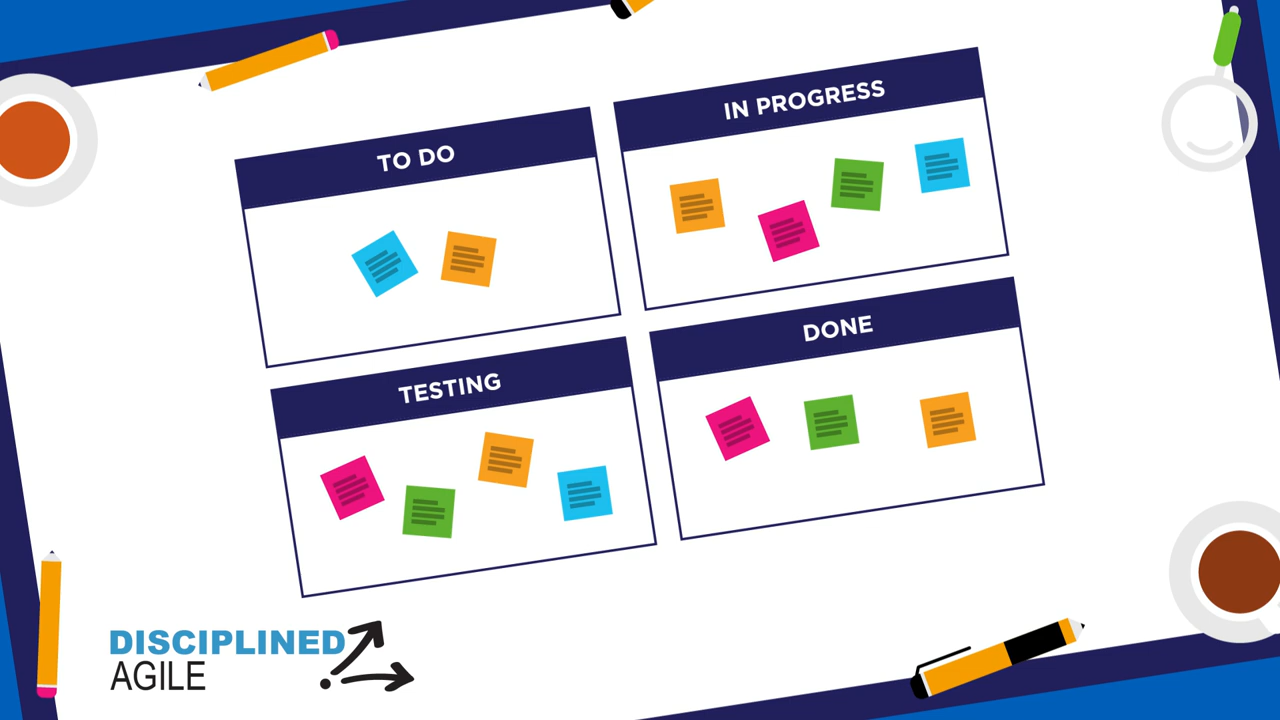 TO DO
IN PROGRESS
TESTING
DONE
DISCIPLINED
AGILE